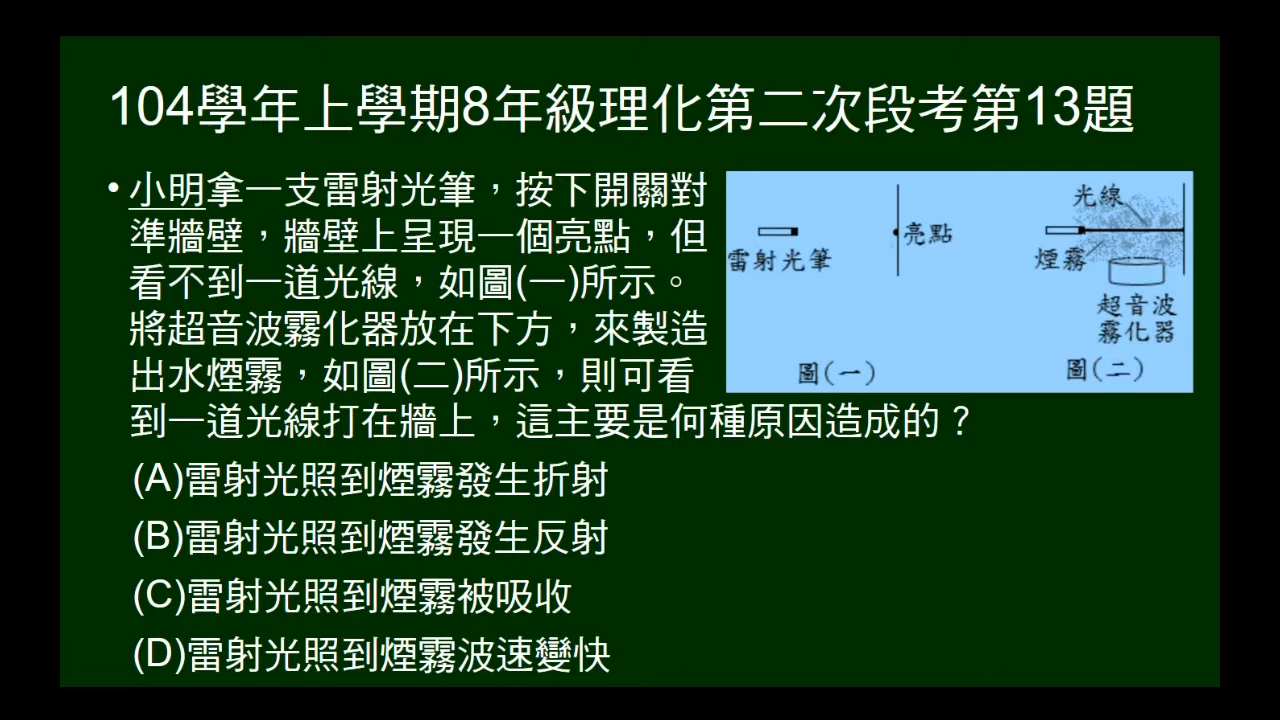 104學年上學期8年級理化第二次段考第13題
•小明拿一支雷射光筆，按下開關對
準牆壁，牆壁上呈現一個亮點，但
看不到一道光線，如圖(一)所示。
將超音波霧化器放在下方，來製造
出水煙霧，如圖(二)所示，則可看
到一道光線打在牆上，這主要是何種原因造成的？
(A)雷射光照到煙霧發生折射
(B)雷射光照到煙霧發生反射
(C)雷射光照到煙霧被吸收
(D)雷射光照到煙霧波速變快
雷射光筆
亮點
圖(一)
光線
煙霧
超音波
霧化器
圖(二)